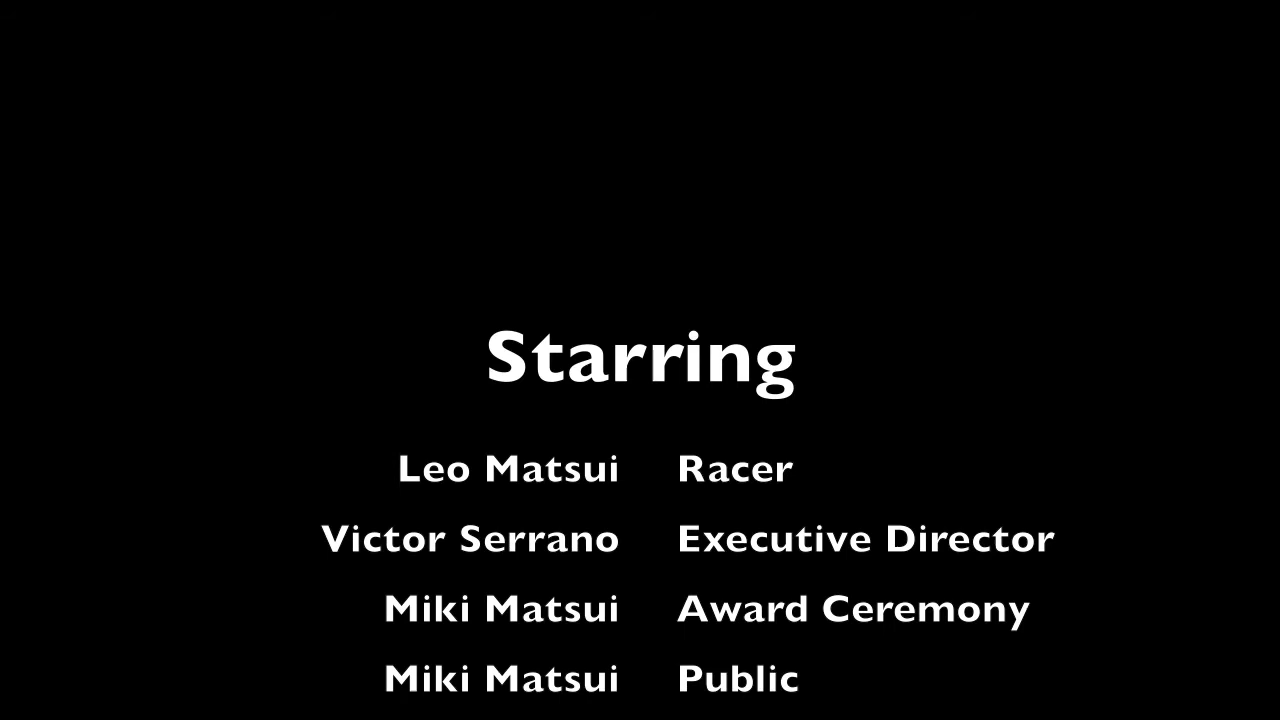 Starring
Leo Matsui Racer
Victor Serrano Executive Director
Miki Matsui Award Ceremony
Miki Matsui Public